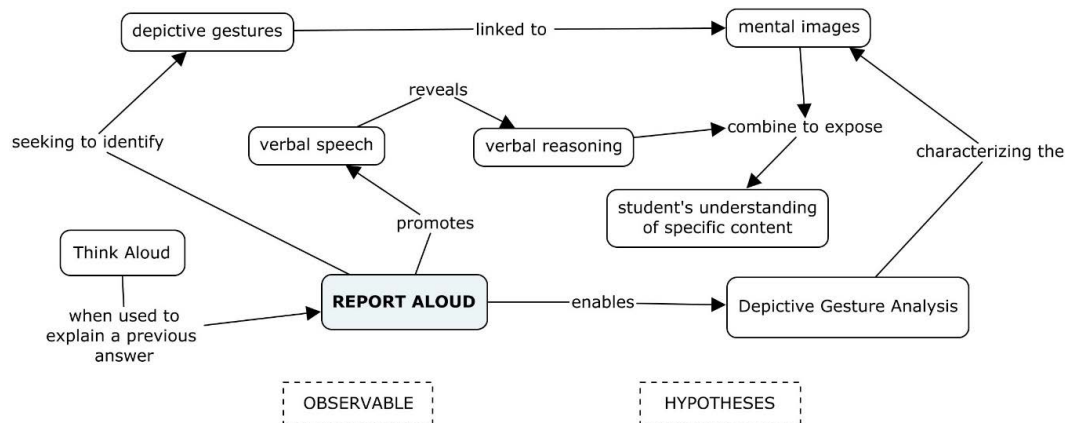 depictive gestures
linked to
mental images
reveals
seeking to identify
verbal speech
verbal reasoning
combine to expose
characterizing the
promotes
student's understanding
of specific content
Think Aloud
REPORT ALOUD
enables
Depictive Gesture Analysis
when used to
explain a previous
answer
OBSERVABLE
HYPOTHESES